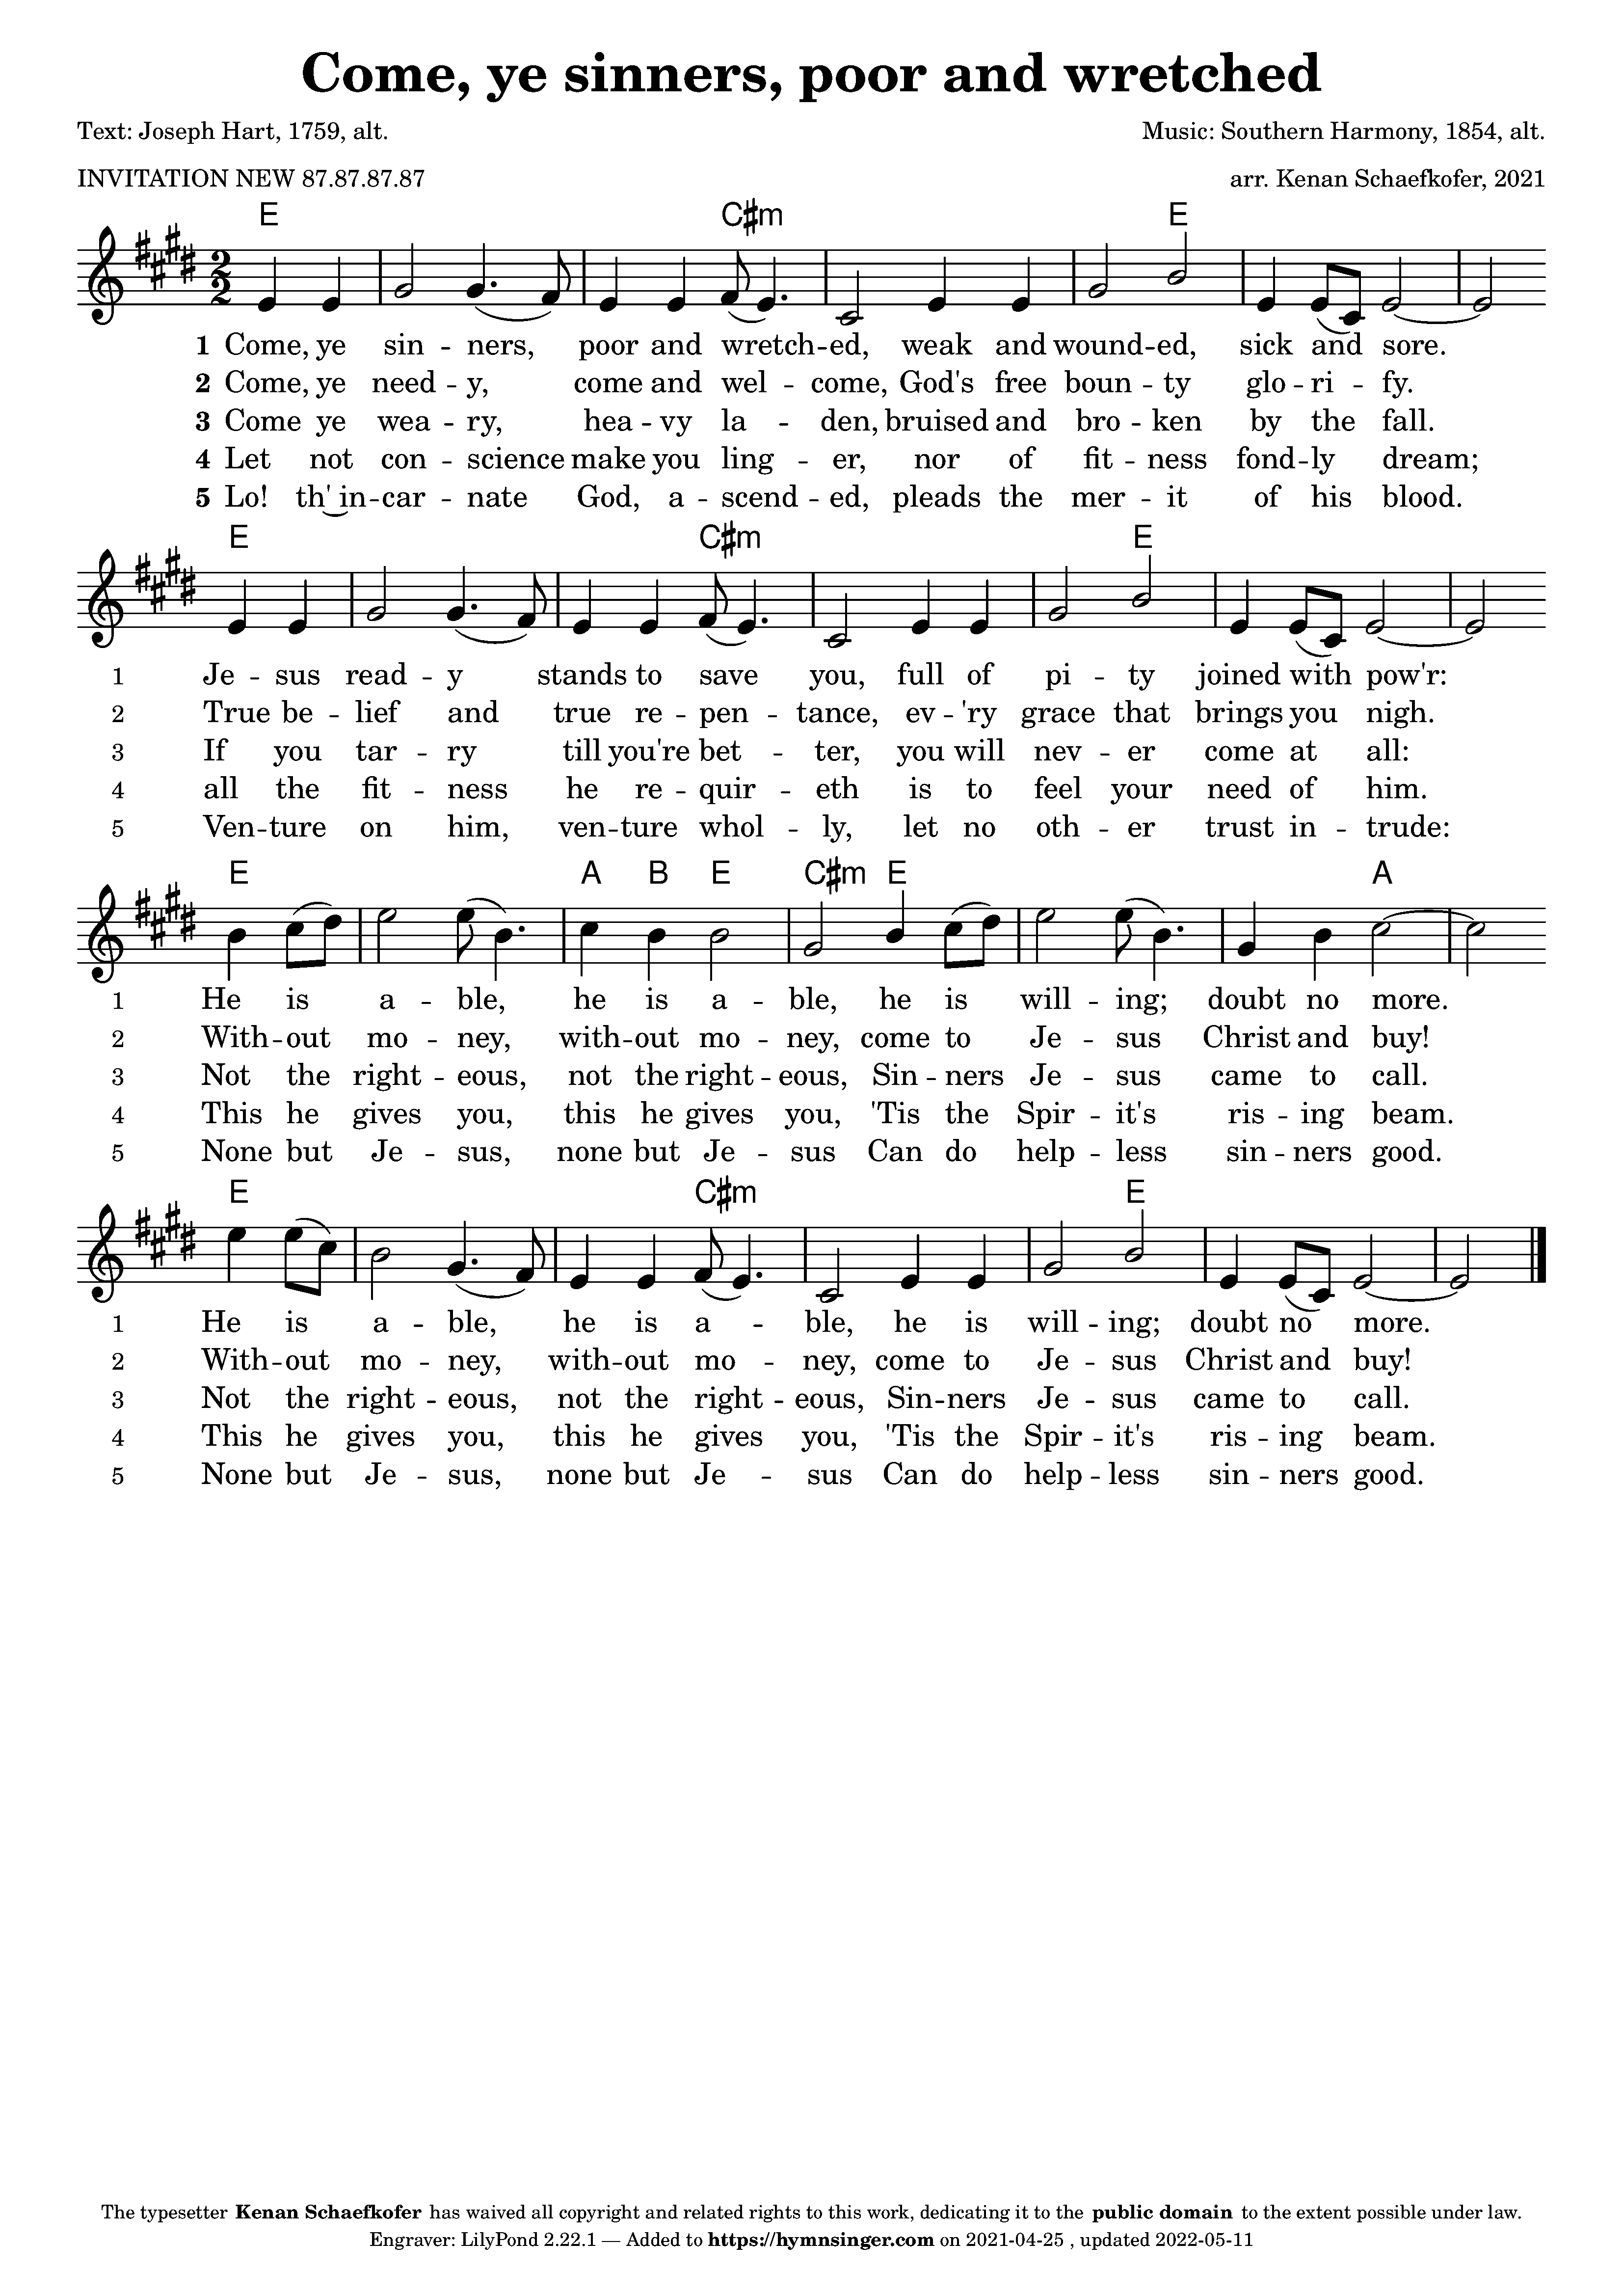 Come, ye sinners, poor and wretched
Text: Joseph Hart, 1759, alt. Music: Southern Harmony, 1854, alt.
INVITATION NEW 87.87.87.87 arr. Kenan Schaefkofer, 2021
E C♯m E
1 Come, ye sin -- ners, poor and wretch -- ed, weak and wound -- ed, sick and sore.
2 Come, ye need -- y, come and wel -- come, God's free boun -- ty glo -- ri -- fy.
3 Come ye wea -- ry, hea -- vy la -- den, bruised and bro -- ken by the fall.
4 Let not con -- science make you ling -- er, nor of fit -- ness fond -- ly dream;
5 Lo! th' in -- car -- nate God, a -- scend -- ed, pleads the mer -- it of his blood.
E C♯m E
1 Je -- sus read -- y stands to save you, full of pi -- ty joined with pow'r:
2 True be -- lief and true re -- pen -- tance, ev -- 'ry grace that brings you nigh.
3 If you tar -- ry till you're bet -- ter, you will nev -- er come at all:
4 all the fit -- ness he re -- quir -- eth is to feel your need of him.
5 Ven -- ture on him, ven -- ture whol -- ly, let no oth -- er trust in -- trude:
E A B E C♯m E A
1 He is a -- ble, he is a -- ble, he is will -- ing; doubt no more.
2 With -- out mo -- ney, with -- out mo -- ney, come to Je -- sus Christ and buy!
3 Not the right -- eous, not the right -- eous, Sin -- ners Je -- sus came to call.
4 This he gives you, this he gives you, 'Tis the Spir -- it's ris -- ing beam.
5 None but Je -- sus, none but Je -- sus Can do help -- less sin -- ners good.
E C♯m E
1 He is a -- ble, he is a -- ble, he is will -- ing; doubt no more.
2 With -- out mo -- ney, with -- out mo -- ney, come to Je -- sus Christ and buy!
3 Not the right -- eous, not the right -- eous, Sin -- ners Je -- sus came to call.
4 This he gives you, this he gives you, 'Tis the Spir -- it's ris -- ing beam.
5 None but Je -- sus, none but Je -- sus Can do help -- less sin -- ners good.
The typesetter Kenan Schaefkofer has waived all copyright and related rights to this work, dedicating it to the public domain to the extent possible under law.
Engraver: LilyPond 2.22.1 — Added to https://hymnsinger.com on 2021-04-25 , updated 2022-05-11